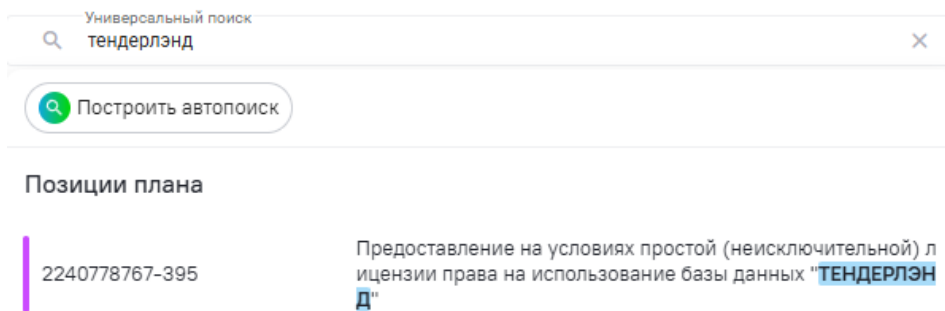 Универсальный поиск
тендерлэнд
Построить автопоиск
Позиции плана
2240778767-395
Предоставление на условиях простой (неисключительной) л
ицензии права на использование базы данных "ТЕНДЕРЛЭН
Д"